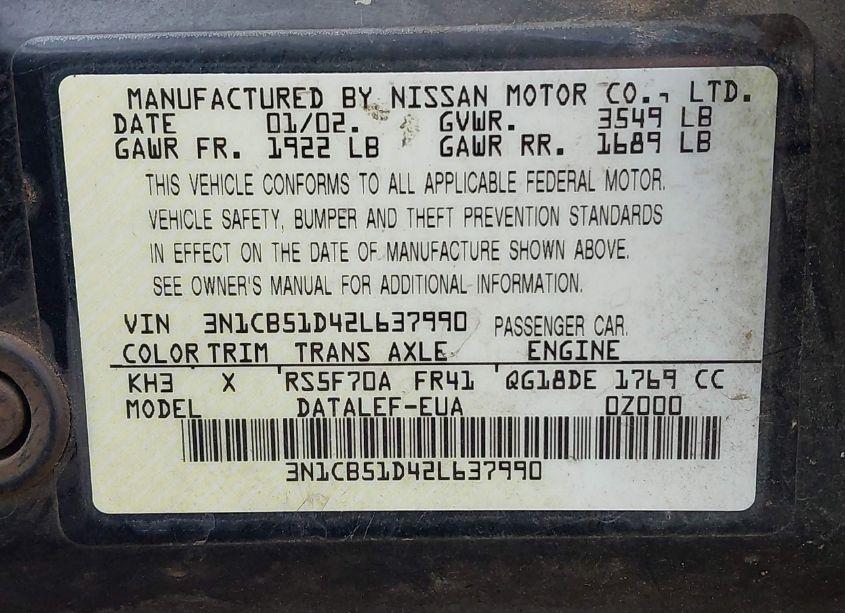 MANUFACTURED BY NISSAN MOTOR CO., LTD.
DATE 01/02. GVWR. 3549 LB
GAWR FR. 1922 LB GAWR RR. 1689 LB
THIS VEHICLE CONFORMS TO ALL APPLICABLE FEDERAL MOTOR.
VEHICLE SAFETY, BUMPER AND THEFT PREVENTION STANDARDS
IN EFFECT ON THE DATE OF MANUFACTURE SHOWN ABOVE.
SEE OWNER'S MANUAL FOR ADDITIONAL INFORMATION.
VIN 3N1CB51D42L637990 PASSENGER CAR.
COLOR TRIM TRANS AXLE ENGINE
KH3 X RS5F70A FR41 QG18DE 1769 CC
MODEL DATALEF-EUA 0Z000
3N1CB51D42L637990